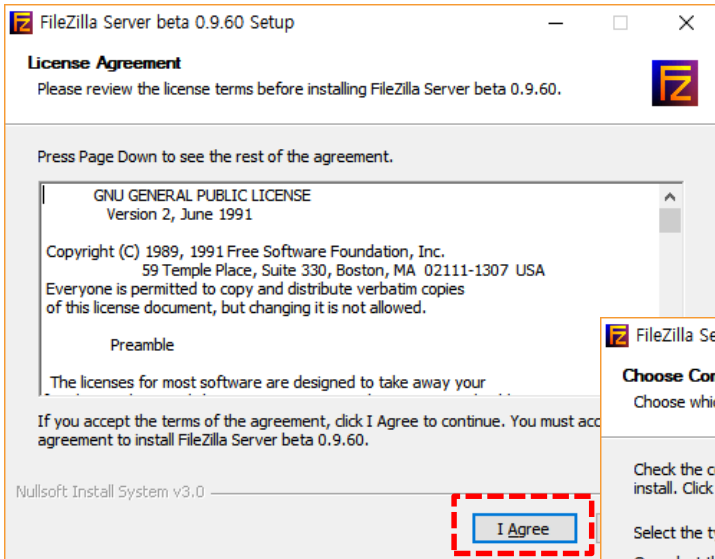 FileZilla Server beta 0.9.60 Setup
License Agreement
Please review the license terms before installing FileZilla Server beta 0.9.60.
Press Page Down to see the rest of the agreement.
GNU GENERAL PUBLIC LICENSE
Version 2, June 1991
Copyright (C) 1989, 1991 Free Software Foundation, Inc.
59 Temple Place, Suite 330, Boston, MA 02111-1307 USA
Everyone is permitted to copy and distribute verbatim copies
of this license document, but changing it is not allowed.
Preamble
The licenses for most software are designed to take away your
If you accept the terms of the agreement, click I Agree to continue. You must
agreement to install FileZilla Server beta 0.9.60.
Nullsoft Install System v3.0
I Agree
FileZilla
Choose
Choose
Check the
install. Click
Select the